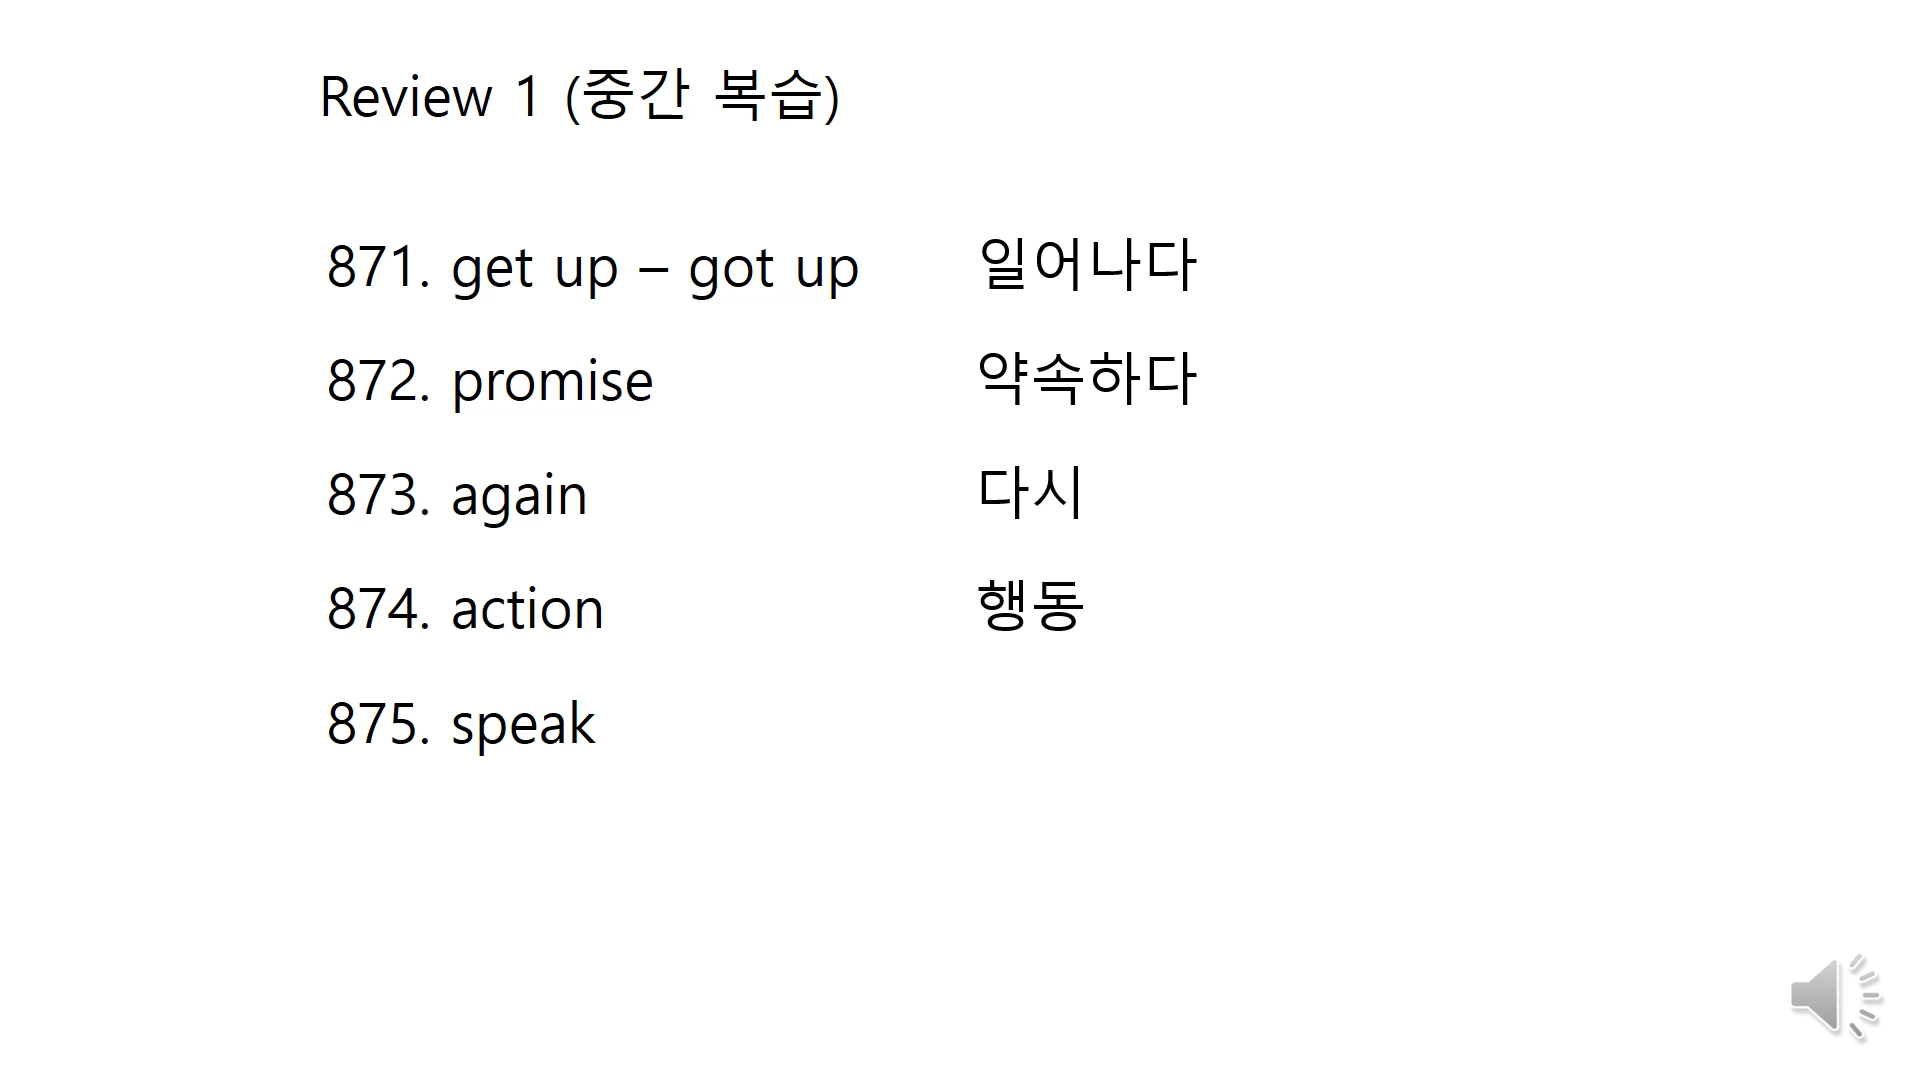 Review 1 (중간 복습)
871. get up – got up 일어나다
872. promise 약속하다
873. again 다시
874. action 행동
875. speak